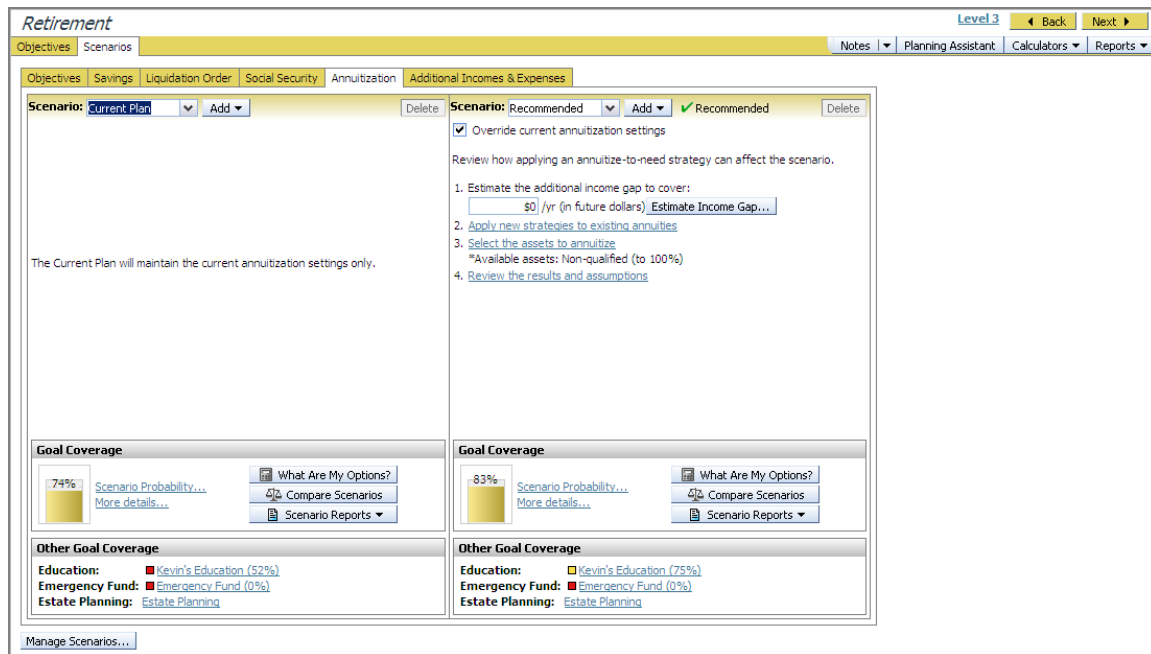 Retirement
Level 3
Back
Next
Objectives Scenarios
Notes Planning Assistant Calculators Reports
Objectives Savings Liquidation Order Social Security Annuitization Additional Incomes & Expenses
Scenario: Current Plan Add Delete
The Current Plan will maintain the current annuitization settings only.
Goal Coverage
74%
Scenario Probability...
More details...
What Are My Options?
Compare Scenarios
Scenario Reports
Other Goal Coverage
Education: Kevin's Education (52%)
Emergency Fund: Emergency Fund (0%)
Estate Planning: Estate Planning
Scenario: Recommended Add Recommended Delete
Override current annuitization settings
Review how applying an annuitize-to-need strategy can affect the scenario.
1. Estimate the additional income gap to cover:
$0 /yr (in future dollars) Estimate Income Gap...
2. Apply new strategies to existing annuities
3. Select the assets to annuitize
*Available assets: Non-qualified (to 100%)
4. Review the results and assumptions
Goal Coverage
83%
Scenario Probability...
More details...
What Are My Options?
Compare Scenarios
Scenario Reports
Other Goal Coverage
Education: Kevin's Education (75%)
Emergency Fund: Emergency Fund (0%)
Estate Planning: Estate Planning
Manage Scenarios...